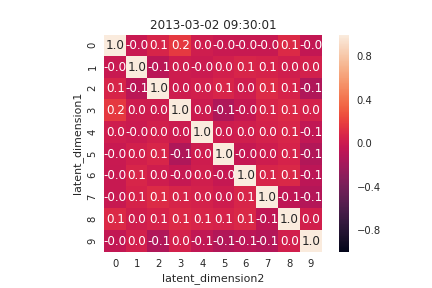 2013-03-02 09:30:01
0 1.0 -0.0 0.1 0.2 0.0 -0.0 -0.0 -0.0 0.1 -0.0
1 -0.0 1.0 -0.1 0.0 -0.0 0.0 0.1 0.1 0.0 0.0
2 0.1 -0.1 1.0 0.0 0.0 0.1 0.0 0.1 0.1 -0.1
3 0.2 0.0 0.0 1.0 0.0 -0.1 -0.0 0.1 0.1 0.0
4 0.0 -0.0 0.0 0.0 1.0 0.0 0.0 0.0 0.1 -0.1
5 -0.0 0.0 0.1 -0.1 0.0 1.0 -0.0 0.0 0.1 -0.1
6 -0.0 0.1 0.0 -0.0 0.0 -0.0 1.0 0.1 0.1 -0.1
7 -0.0 0.1 0.1 0.1 0.0 0.0 0.1 1.0 -0.1 -0.1
8 0.1 0.0 0.1 0.1 0.1 0.1 0.1 -0.1 1.0 0.0
9 -0.0 0.0 -0.1 0.0 -0.1 -0.1 -0.1 -0.1 0.0 1.0
0 1 2 3 4 5 6 7 8 9
latent_dimension2
latent_dimension1
0.8
0.4
0.0
-0.4
-0.8